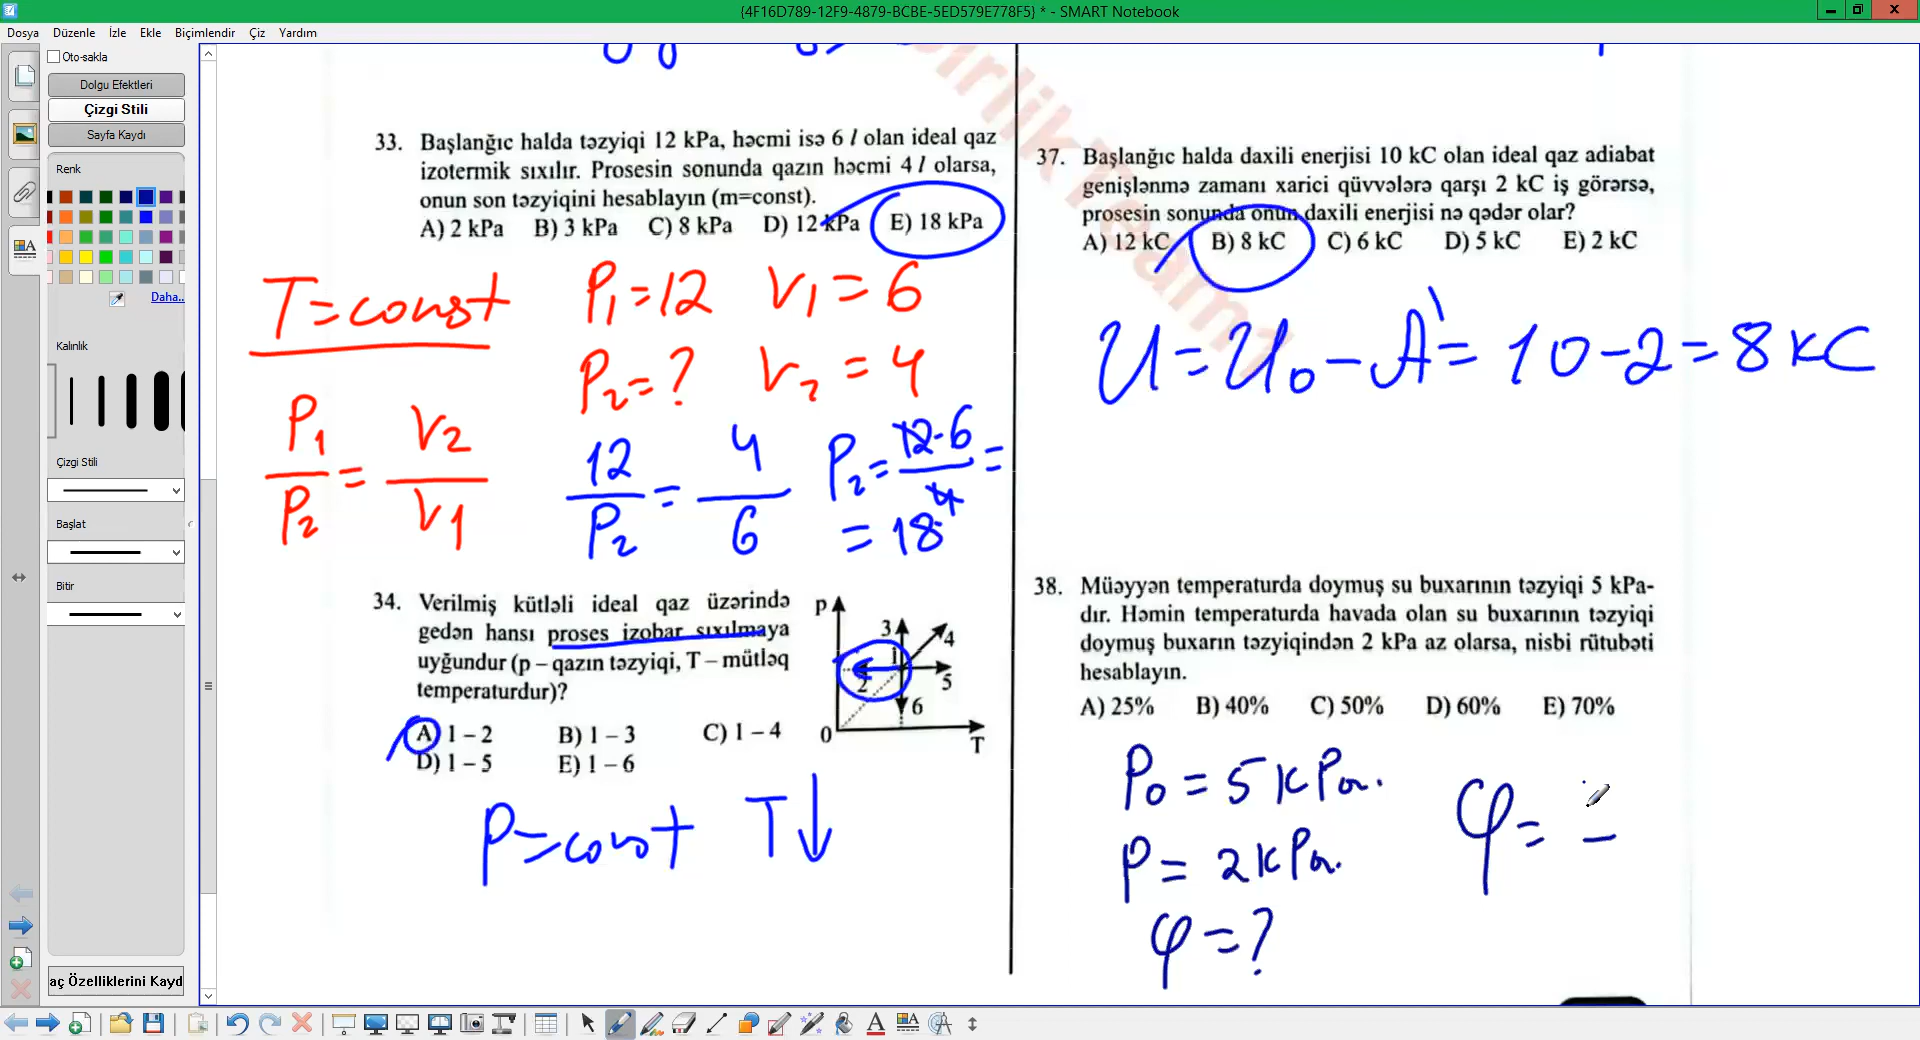 {4F16D789-12F9-4879-BCBE-5ED579E778F5} * - SMART Notebook
Dosya Düzenle İzle Ekle Biçimlendir Çiz Yardım
Oto-sakla
Dolgu Efektleri
Çizgi Stili
Sayfa Kaydı
Renk
Daha..
Kalınlık
Çizgi Stili
Başlat
Bitir
aç Özelliklerini Kayd
33. Başlanğıc halda təzyiqi 12 kPa, həcmi isə 6 l olan ideal qaz
izotermik sıxılır. Prosesin sonunda qazın həcmi 4 l olarsa,
onun son təzyiqini hesablayın (m=const).
A) 2 kPa B) 3 kPa C) 8 kPa D) 12 kPa E) 18 kPa
T=const P1=12 V1=6
P2=? V2=4
P1/P2 = V2/V1 12/P2 = 4/6 P2 = 12·6/4 =
= 18
34. Verilmiş kütləli ideal qaz üzərində
gedən hansı proses izobar sıxılmaya
uyğundur (p – qazın təzyiqi, T – mütləq
temperaturdur)?
A) 1 – 2 B) 1 – 3 C) 1 – 4
D) 1 – 5 E) 1 – 6
p 3 4 1 2 5 6 0 T
P=const T↓
birlikTeam1
37. Başlanğıc halda daxili enerjisi 10 kC olan ideal qaz adiabat
genişlənmə zamanı xarici qüvvələrə qarşı 2 kC iş görərsə,
prosesin sonunda onun daxili enerjisi nə qədər olar?
A) 12 kC B) 8 kC C) 6 kC D) 5 kC E) 2 kC
U=U0-A'=10-2=8kC
38. Müəyyən temperaturda doymuş su buxarının təzyiqi 5 kPa-
dır. Həmin temperaturda havada olan su buxarının təzyiqi
doymuş buxarın təzyiqindən 2 kPa az olarsa, nisbi rütubəti
hesablayın.
A) 25% B) 40% C) 50% D) 60% E) 70%
P0 = 5 kPa. φ=
P = 2 kPa.
φ=?